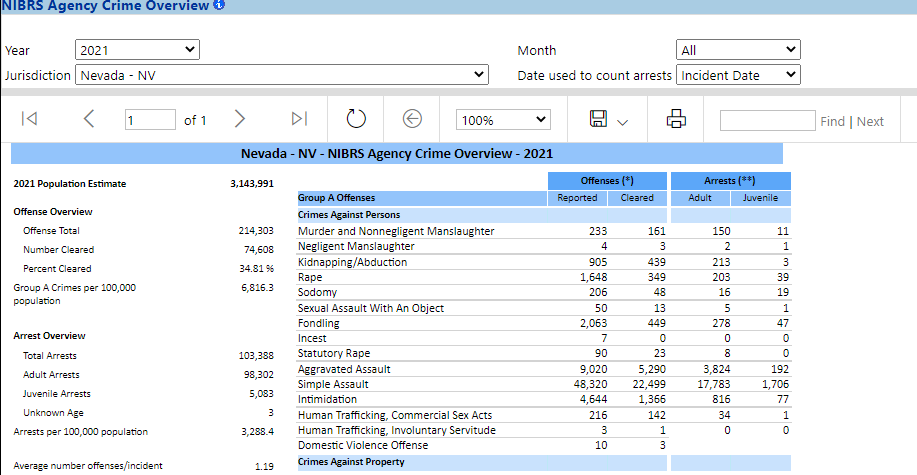 NIBRS Agency Crime Overview
Year 2021 Month All
Jurisdiction Nevada - NV Date used to count arrests Incident Date
1 of 1 100% Find | Next
Nevada - NV - NIBRS Agency Crime Overview - 2021
2021 Population Estimate 3,143,991
Offense Overview
Offense Total 214,303
Number Cleared 74,608
Percent Cleared 34.81 %
Group A Crimes per 100,000 population 6,816.3
Arrest Overview
Total Arrests 103,388
Adult Arrests 98,302
Juvenile Arrests 5,083
Unknown Age 3
Arrests per 100,000 population 3,288.4
Average number offenses/incident 1.19
Offenses (*) Arrests (**)
Group A Offenses Reported Cleared Adult Juvenile
Crimes Against Persons
Murder and Nonnegligent Manslaughter 233 161 150 11
Negligent Manslaughter 4 3 2 1
Kidnapping/Abduction 905 439 213 3
Rape 1,648 349 203 39
Sodomy 206 48 16 19
Sexual Assault With An Object 50 13 5 1
Fondling 2,063 449 278 47
Incest 7 0 0 0
Statutory Rape 90 23 8 0
Aggravated Assault 9,020 5,290 3,824 192
Simple Assault 48,320 22,499 17,783 1,706
Intimidation 4,644 1,366 816 77
Human Trafficking, Commercial Sex Acts 216 142 34 1
Human Trafficking, Involuntary Servitude 3 1 0 0
Domestic Violence Offense 10 3
Crimes Against Property